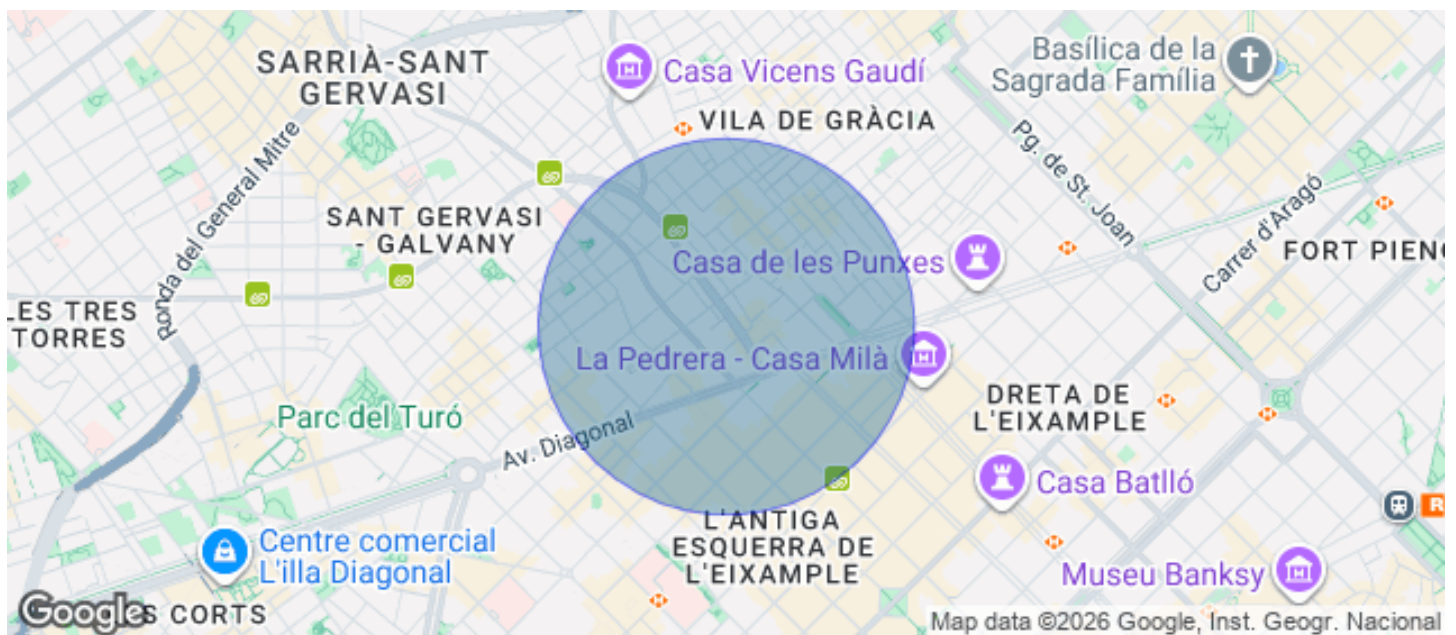 SARRIÀ-SANT
GERVASI
Casa Vicens Gaudí
Basílica de la
Sagrada Família
VILA DE GRÀCIA
Ronda del General Mitre
Pg. de St. Joan
SANT GERVASI
- GALVANY
Carrer d'Aragó
FORT PIENC
Casa de les Punxes
LES TRES
TORRES
La Pedrera - Casa Milà
DRETA DE
L'EIXAMPLE
Parc del Turó
Av. Diagonal
Casa Batlló
R
L'ANTIGA
ESQUERRA DE
L'EIXAMPLE
Centre comercial
L'illa Diagonal
Museu Banksy
Google
CORTS
Map data ©2026 Google, Inst. Geogr. Nacional